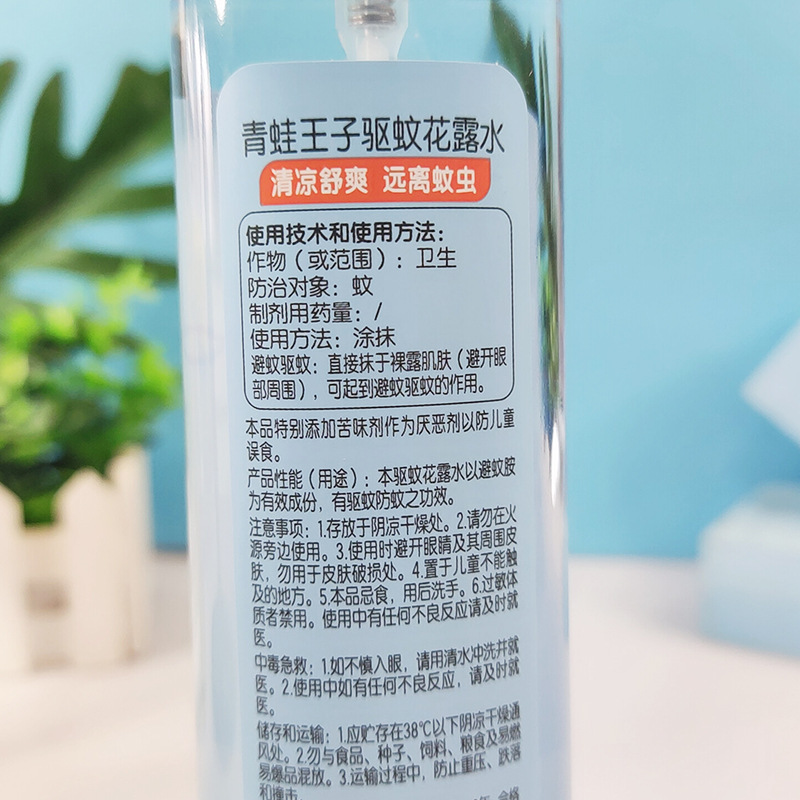 青蛙王子驱蚊花露水
清凉舒爽 远离蚊虫
使用技术和使用方法：
作物（或范围）：卫生
防治对象：蚊
制剂用药量：/
使用方法：涂抹
避蚊驱蚊：直接抹于裸露肌肤（避开眼
部周围），可起到避蚊驱蚊的作用。
本品特别添加苦味剂作为厌恶剂以防儿童
误食。
产品性能（用途）：本驱蚊花露水以避蚊胺
为有效成份，有驱蚊防蚊之功效。
注意事项：1.存放于阴凉干燥处。2.请勿在火
源旁边使用。3.使用时避开眼睛及其周围皮
肤，勿用于皮肤破损处。4.置于儿童不能触
及的地方。5.本品忌食，用后洗手。6.过敏体
质者禁用。使用中有任何不良反应请及时就
医。
中毒急救：1.如不慎入眼，请用清水冲洗并就
医。2.使用中如有任何不良反应，请及时就
医。
储存和运输：1.应贮存在38℃以下阴凉干燥通
风处。2.勿与食品、种子、饲料、粮食及易燃
易爆品混放。3.运输过程中，防止重压、跌落
和撞击。